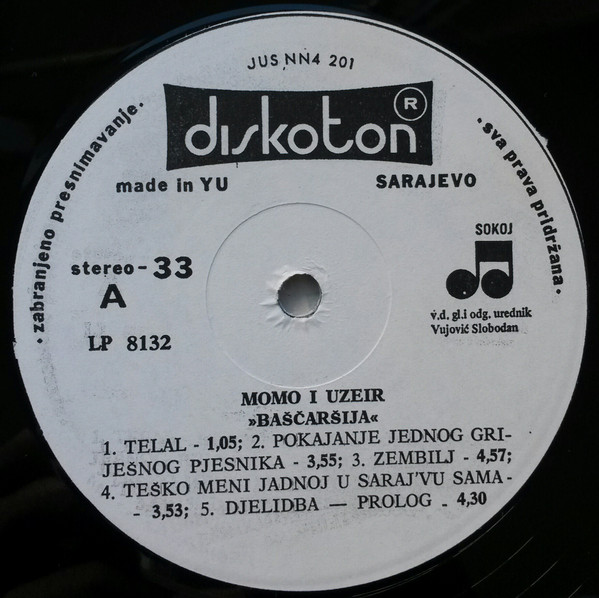 JUS NN4 201
diskoton ®
made in YU
SARAJEVO
· zabranjeno presnimavanje.
· sva prava pridržana ·
stereo-33
A
LP 8132
SOKOJ
v.d. gl.i odg. urednik
Vujović Slobodan
MOMO I UZEIR
»BAŠČARŠIJA«
1. TELAL - 1,05; 2. POKAJANJE JEDNOG GRI-
JEŠNOG PJESNIKA - 3,55; 3. ZEMBILJ - 4,57;
4. TEŠKO MENI JADNOJ U SARAJ'VU SAMA-
- 3,53; 5. DJELIDBA — PROLOG - 4,30